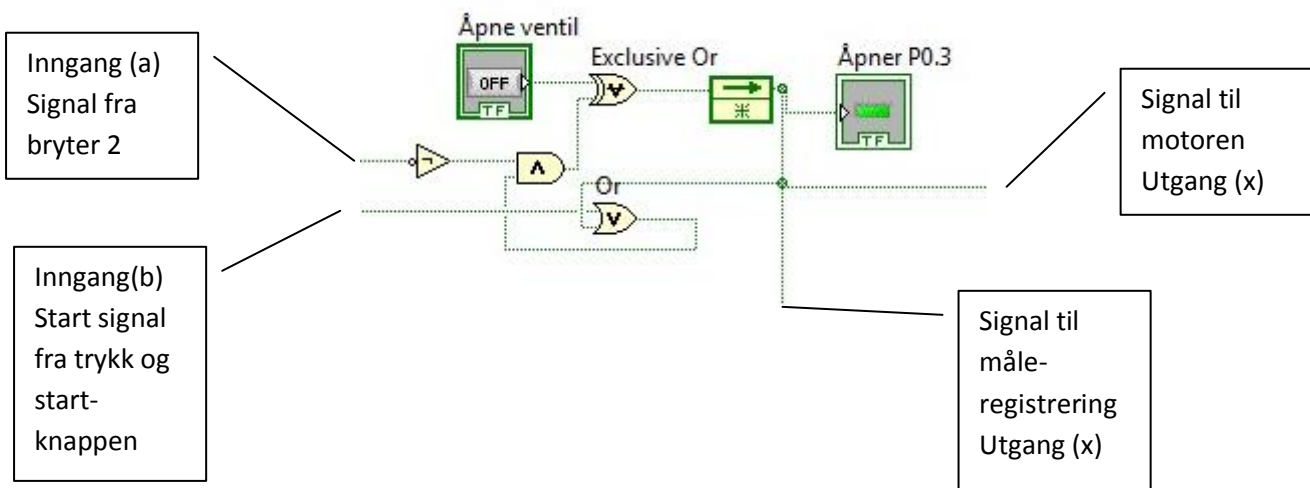 Åpne ventil
OFF
TF
Exclusive Or
Åpner P0.3
TF
Or
Inngang (a)
Signal fra
bryter 2
Inngang(b)
Start signal
fra trykk og
start-
knappen
Signal til
motoren
Utgang (x)
Signal til
måle-
registrering
Utgang (x)